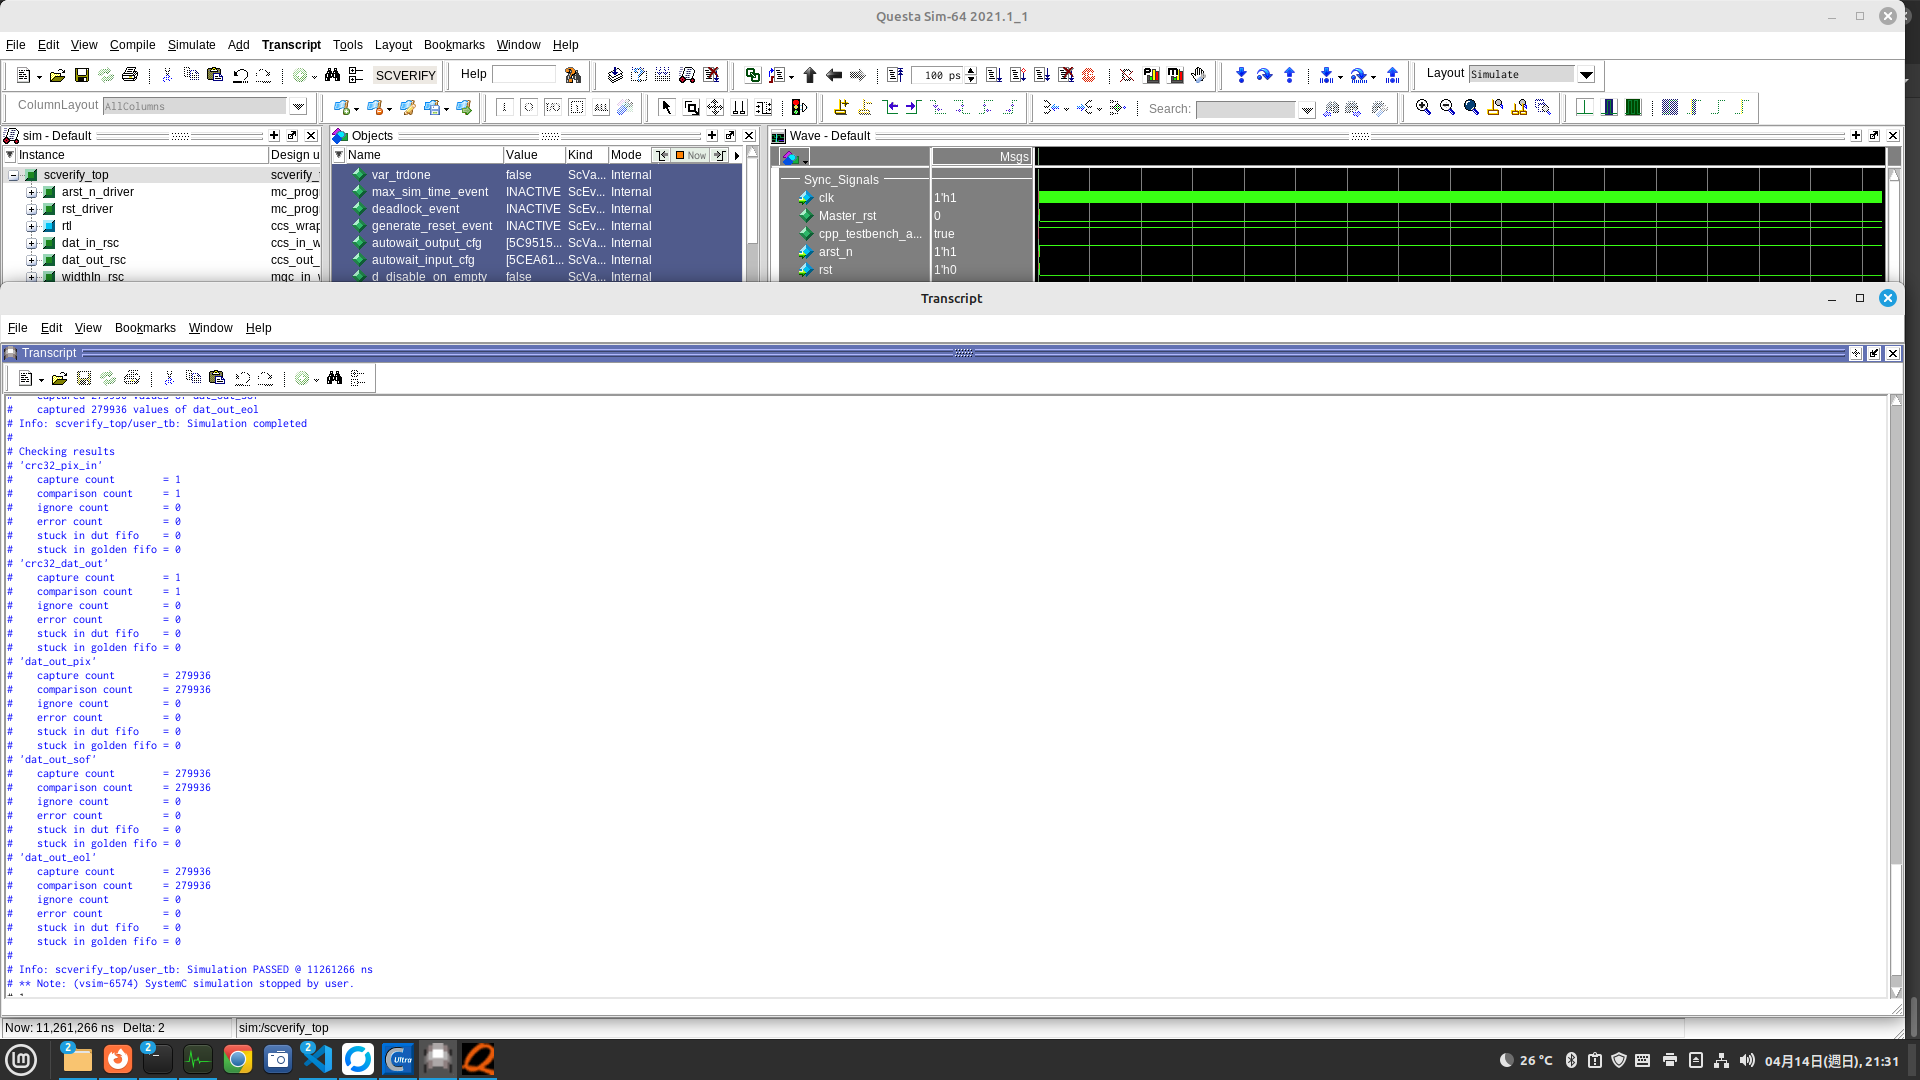 Questa Sim-64 2021.1_1
File Edit View Compile Simulate Add Transcript Tools Layout Bookmarks Window Help
SCVERIFY Help 100 ps Layout Simulate
ColumnLayout AllColumns Search:
sim - Default
Instance Design u
scverify_top scverify_
arst_n_driver mc_prog
rst_driver mc_prog
rtl ccs_wrap
dat_in_rsc ccs_in_w
dat_out_rsc ccs_out_
widthIn_rsc mgc_in_
Objects
Name Value Kind Mode Now
var_trdone false ScVa... Internal
max_sim_time_event INACTIVE ScEv... Internal
deadlock_event INACTIVE ScEv... Internal
generate_reset_event INACTIVE ScEv... Internal
autowait_output_cfg [5C9515... ScVa... Internal
autowait_input_cfg [5CEA61... ScVa... Internal
d_disable_on_empty false ScVa... Internal
Wave - Default
Msgs
Sync_Signals
clk 1'h1
Master_rst 0
cpp_testbench_a... true
arst_n 1'h1
rst 1'h0
Transcript
File Edit View Bookmarks Window Help
Transcript
# captured 279936 values of dat_out_sof
# captured 279936 values of dat_out_eol
# Info: scverify_top/user_tb: Simulation completed
#
# Checking results
# 'crc32_pix_in'
# capture count = 1
# comparison count = 1
# ignore count = 0
# error count = 0
# stuck in dut fifo = 0
# stuck in golden fifo = 0
# 'crc32_dat_out'
# capture count = 1
# comparison count = 1
# ignore count = 0
# error count = 0
# stuck in dut fifo = 0
# stuck in golden fifo = 0
# 'dat_out_pix'
# capture count = 279936
# comparison count = 279936
# ignore count = 0
# error count = 0
# stuck in dut fifo = 0
# stuck in golden fifo = 0
# 'dat_out_sof'
# capture count = 279936
# comparison count = 279936
# ignore count = 0
# error count = 0
# stuck in dut fifo = 0
# stuck in golden fifo = 0
# 'dat_out_eol'
# capture count = 279936
# comparison count = 279936
# ignore count = 0
# error count = 0
# stuck in dut fifo = 0
# stuck in golden fifo = 0
#
# Info: scverify_top/user_tb: Simulation PASSED @ 11261266 ns
# ** Note: (vsim-6574) SystemC simulation stopped by user.
Now: 11,261,266 ns Delta: 2 sim:/scverify_top
2 2 2 Ultra 26 °C 04月14日(週日), 21:31